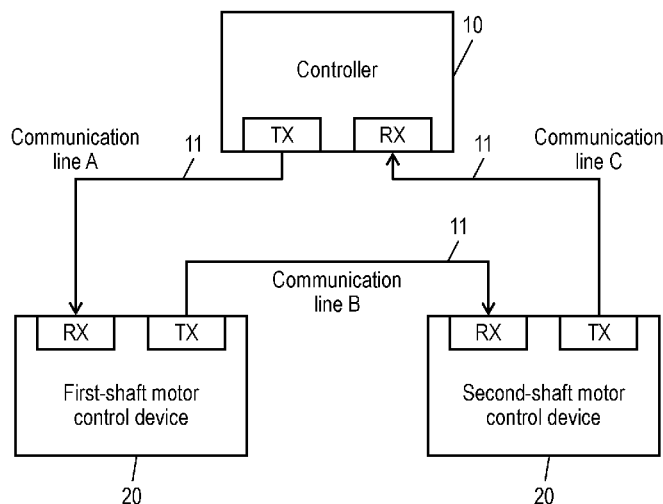 10
Controller
TX
RX
Communication
line A
11
11
Communication
line C
11
Communication
line B
RX
TX
First-shaft motor
control device
20
RX
TX
Second-shaft motor
control device
20